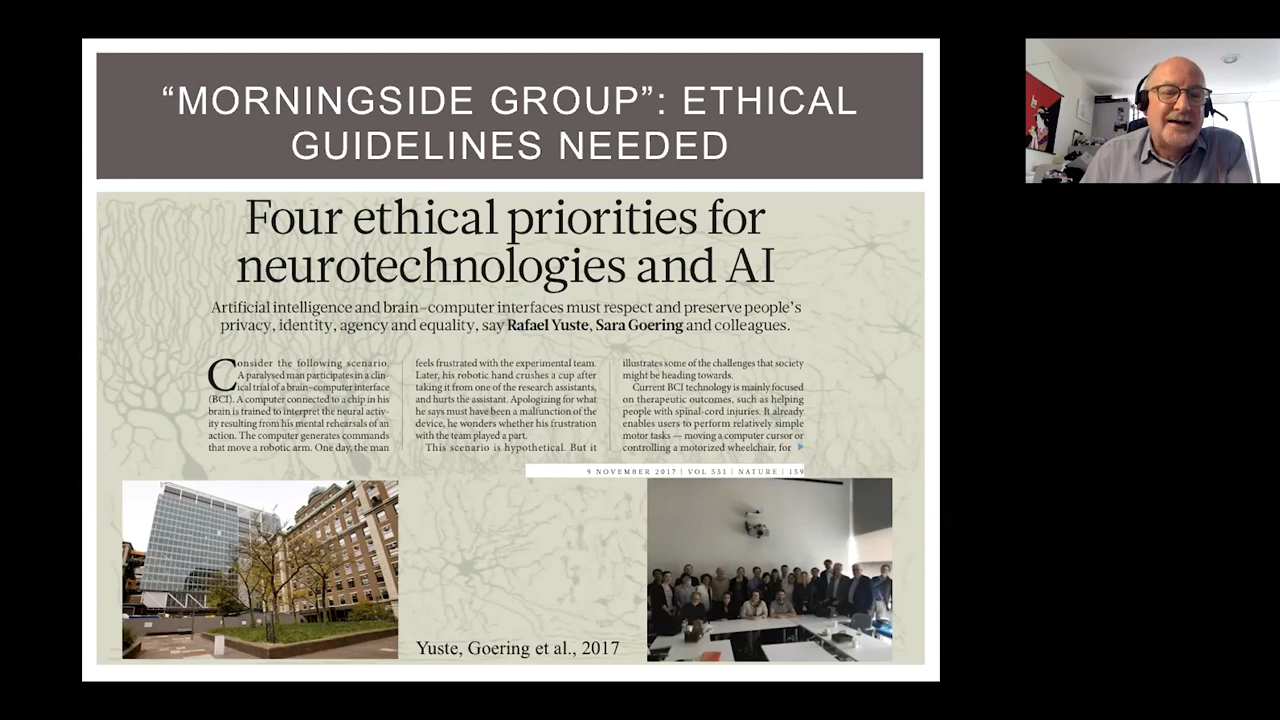 “MORNINGSIDE GROUP”: ETHICAL
GUIDELINES NEEDED
Four ethical priorities for
neurotechnologies and AI
Artificial intelligence and brain–computer interfaces must respect and preserve people’s
privacy, identity, agency and equality, say Rafael Yuste, Sara Goering and colleagues.
Consider the following scenario.
A paralysed man participates in a clin-
ical trial of a brain–computer interface
(BCI). A computer connected to a chip in his
brain is trained to interpret the neural activ-
ity resulting from his mental rehearsals of an
action. The computer generates commands
that move a robotic arm. One day, the man
feels frustrated with the experimental team.
Later, his robotic hand crushes a cup after
taking it from one of the research assistants,
and hurts the assistant. Apologizing for what
he says must have been a malfunction of the
device, he wonders whether his frustration
with the team played a part.
This scenario is hypothetical. But it
illustrates some of the challenges that society
might be heading towards.
Current BCI technology is mainly focused
on therapeutic outcomes, such as helping
people with spinal-cord injuries. It already
enables users to perform relatively simple
motor tasks — moving a computer cursor or
controlling a motorized wheelchair, for
9 NOVEMBER 2017 | VOL 551 | NATURE | 159
Yuste, Goering et al., 2017